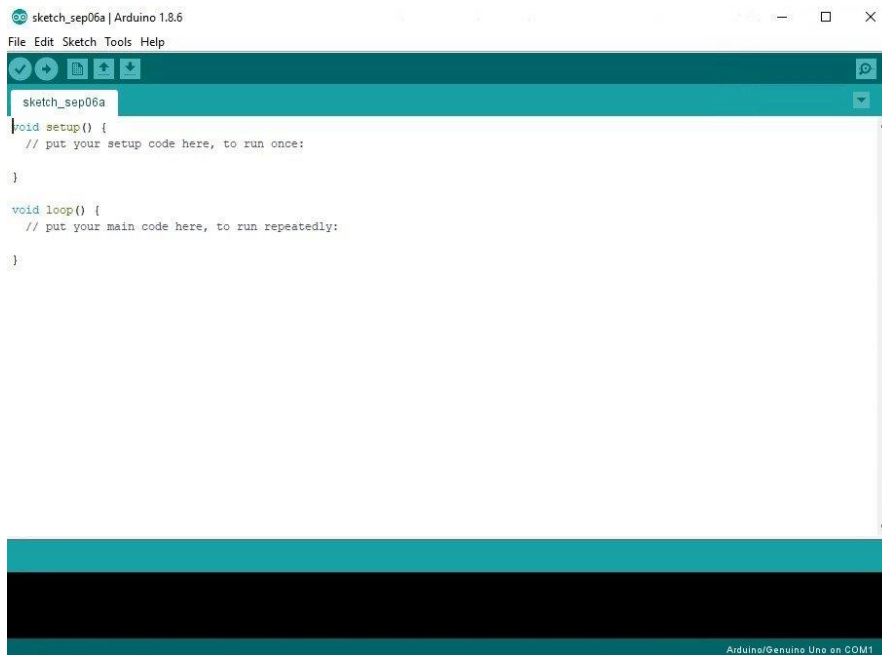 sketch_sep06a | Arduino 1.8.6
File Edit Sketch Tools Help
sketch_sep06a
void setup() {
  // put your setup code here, to run once:
}
void loop() {
  // put your main code here, to run repeatedly:
}
Arduino/Genuino Uno on COM1